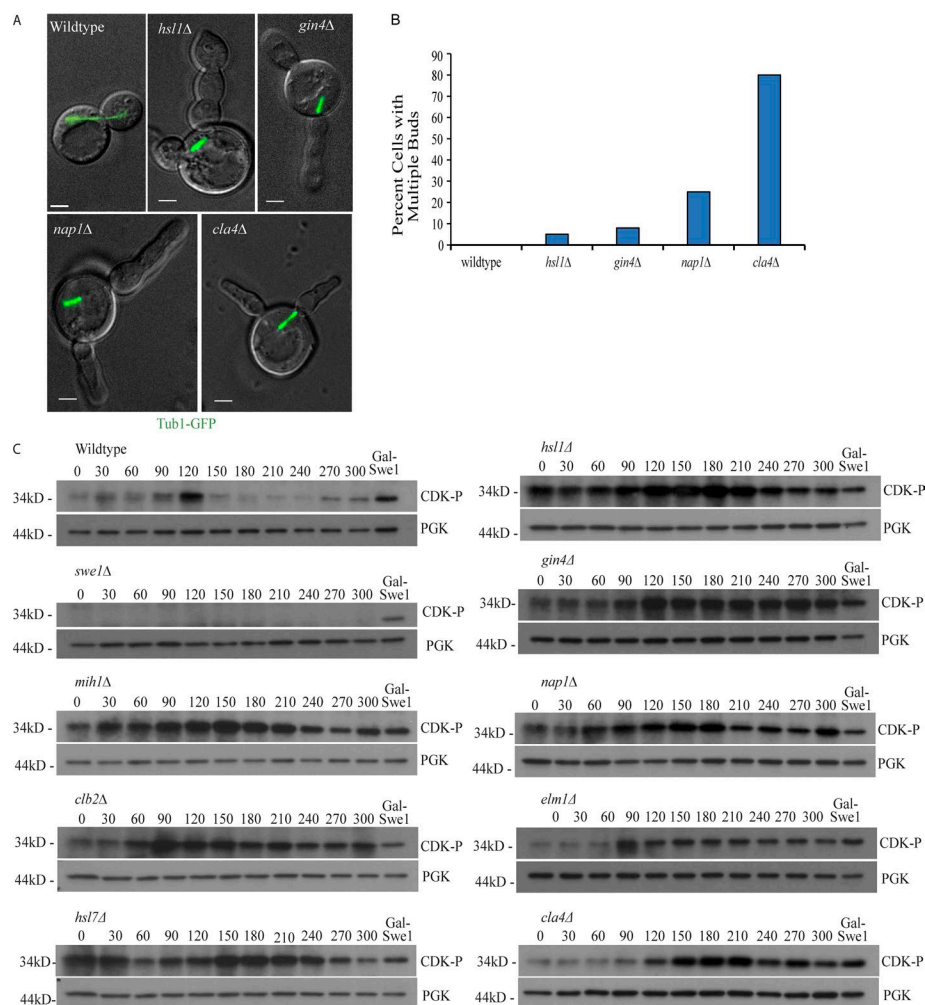 A
Wildtype
hsl1Δ
gin4Δ
nap1Δ
cla4Δ
Tub1-GFP
B
Percent Cells with
Multiple Buds
90
80
70
60
50
40
30
20
10
0
wildtype hsl1Δ gin4Δ nap1Δ cla4Δ
C
Wildtype
0 30 60 90 120 150 180 210 240 270 300 Gal-
Swe1
34kD - CDK-P
44kD - PGK
swe1Δ
0 30 60 90 120 150 180 210 240 270 300 Gal-
Swe1
34kD - CDK-P
44kD - PGK
mih1Δ
0 30 60 90 120 150 180 210 240 270 300 Gal-
Swe1
34kD - CDK-P
44kD - PGK
clb2Δ
0 30 60 90 120 150 180 210 240 270 300 Gal-
Swe1
34kD - CDK-P
44kD - PGK
hsl7Δ
0 30 60 90 120 150 180 210 240 270 300 Gal-
Swe1
34kD - CDK-P
44kD- PGK
hsl1Δ
0 30 60 90 120 150 180 210 240 270 300 Gal-
Swe1
34kD - CDK-P
44kD - PGK
gin4Δ
0 30 60 90 120 150 180 210 240 270 300 Gal-
Swe1
34kD - CDK-P
44kD - PGK
nap1Δ
0 30 60 90 120 150 180 210 240 270 300 Gal-
Swe1
34kD - CDK-P
44kD - PGK
elm1Δ
0 30 60 90 120 150 180 210 240 270 300 Gal-
Swe1
34kD - CDK-P
44kD - PGK
cla4Δ
0 30 60 90 120 150 180 210 240 270 300 Gal-
Swe1
34kD - CDK-P
44kD - PGK